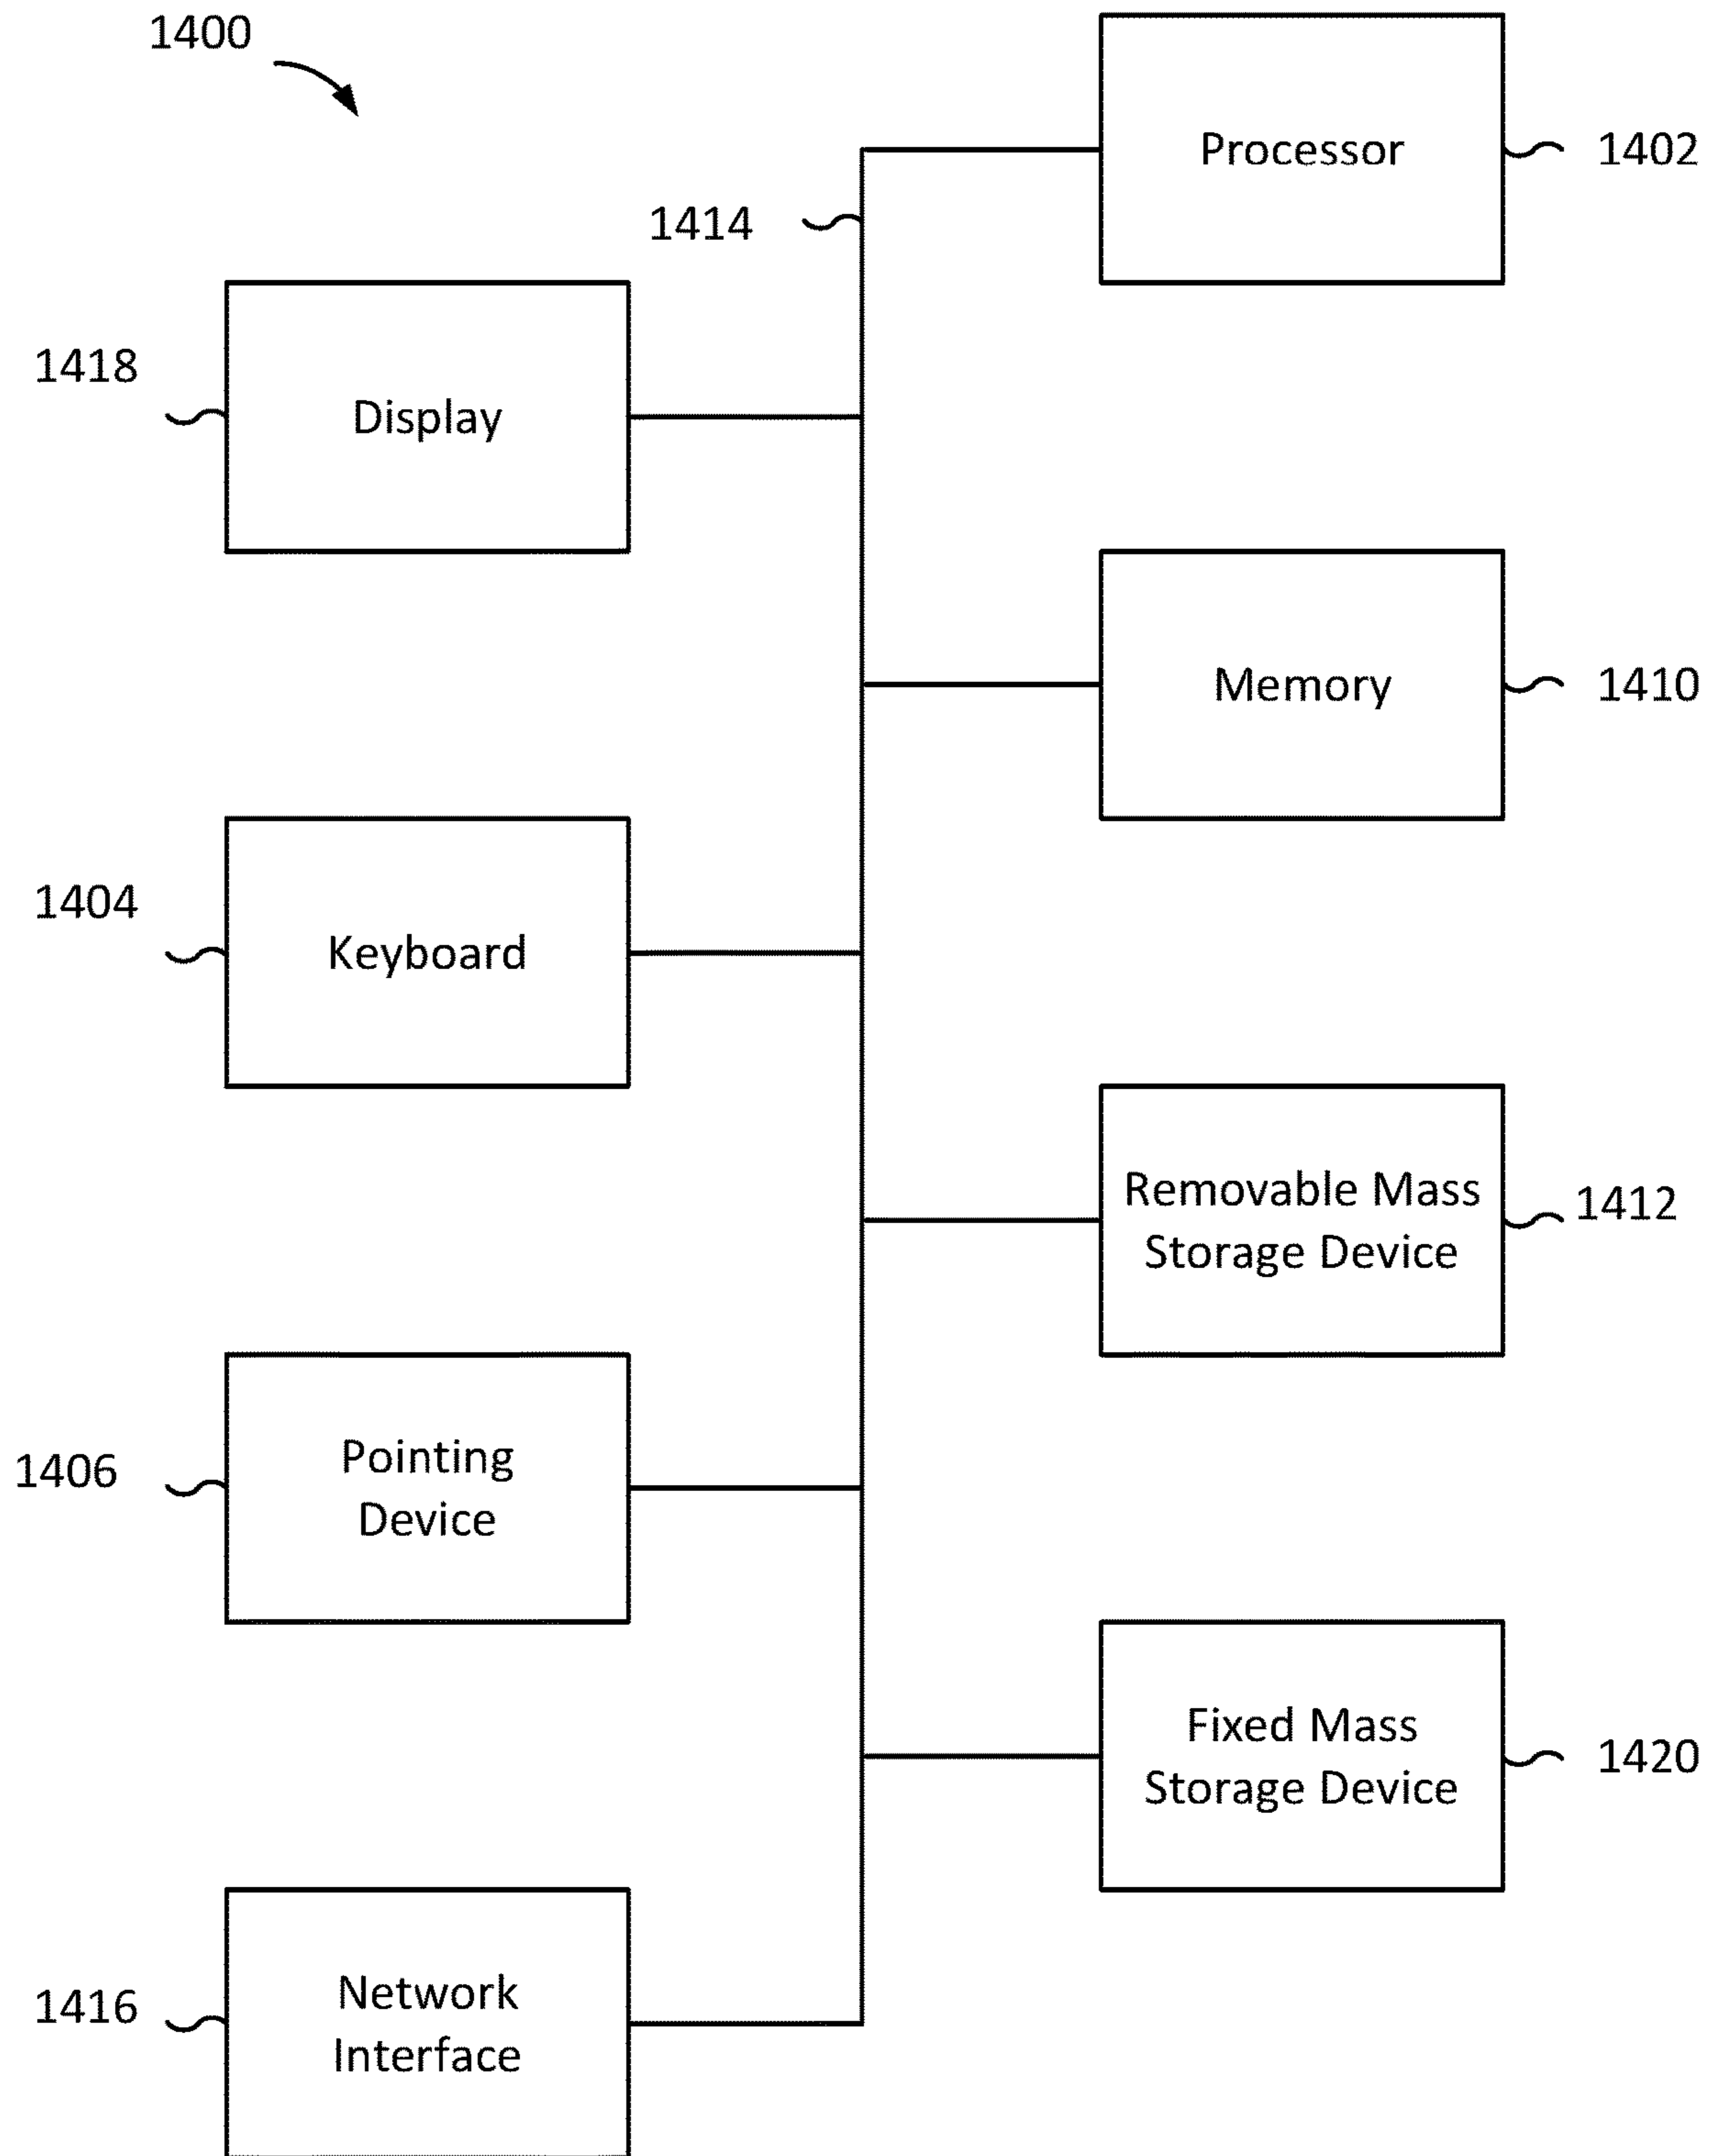 1400
Processor
1402
1414
1418
Display
Memory
1410
1404
Keyboard
Removable Mass
Storage Device
1412
1406
Pointing
Device
Fixed Mass
Storage Device
1420
1416
Network
Interface